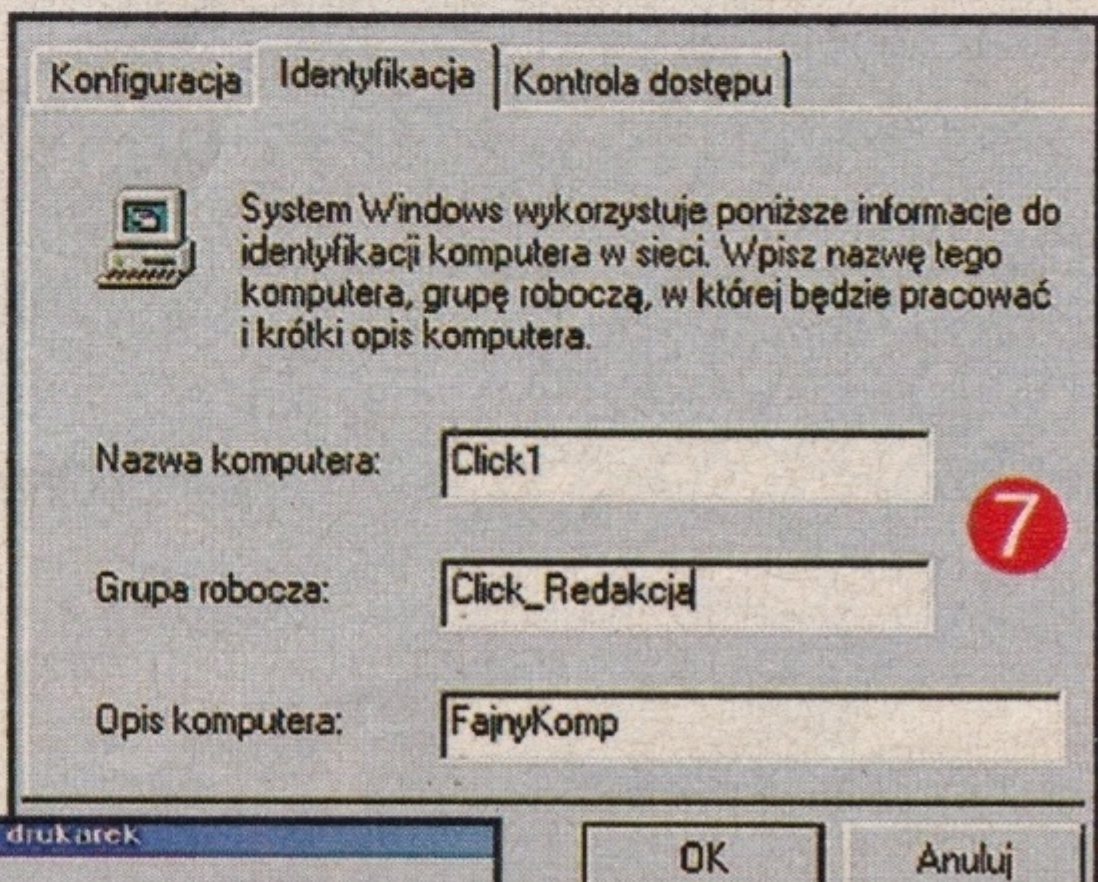 Konfiguracja Identyfikacja Kontrola dostępu
System Windows wykorzystuje poniższe informacje do
identyfikacji komputera w sieci. Wpisz nazwę tego
komputera, grupę roboczą, w której będzie pracować
i krótki opis komputera.
Nazwa komputera: Click1
7
Grupa robocza: Click_Redakcja
Opis komputera: FajnyKomp
drukarek
OK Anuluj